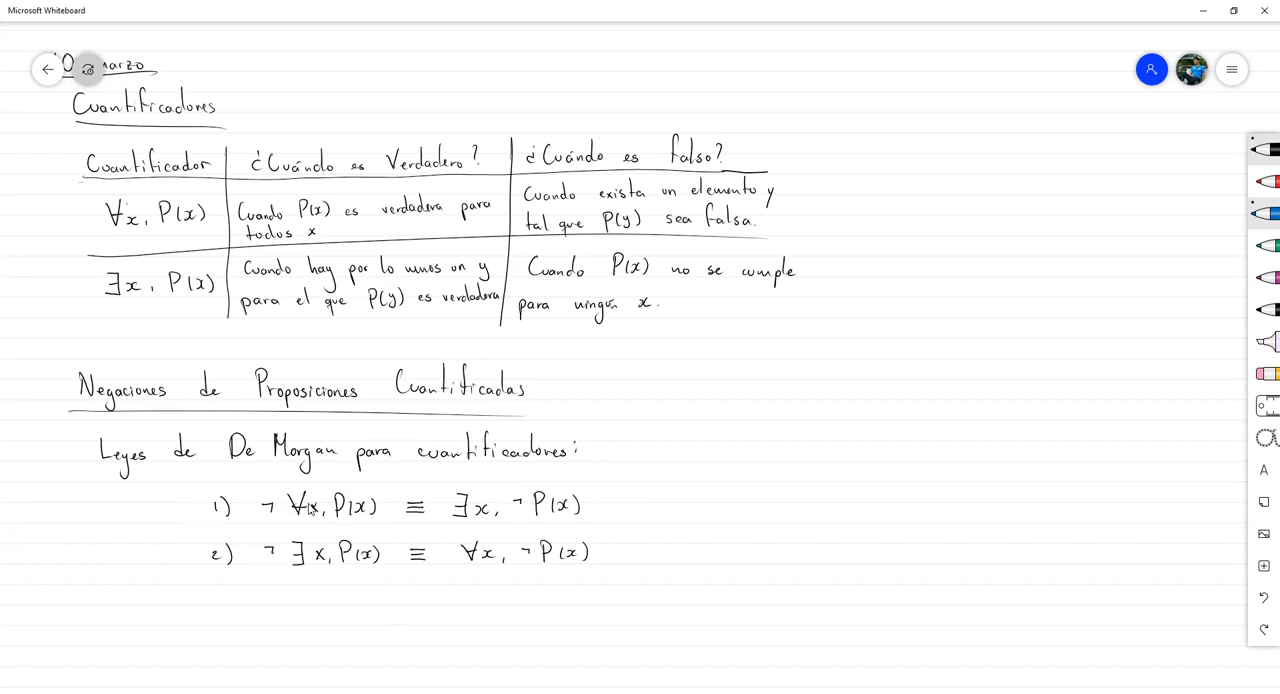 Microsoft Whiteboard
marzo
Cuantificadores
Cuantificador ¿Cuándo es Verdadero? ¿Cuándo es falso?
∀x, P(x) Cuando P(x) es verdadera para todos x Cuando exista un elemento y tal que P(y) sea falsa.
∃x, P(x) Cuando hay por lo menos un y para el que P(y) es verdadera Cuando P(x) no se cumple para ningún x.
Negaciones de Proposiciones Cuantificadas
Leyes de De Morgan para cuantificadores:
1) ¬ ∀x, P(x) ≡ ∃x, ¬P(x)
2) ¬ ∃x, P(x) ≡ ∀x, ¬P(x)
A